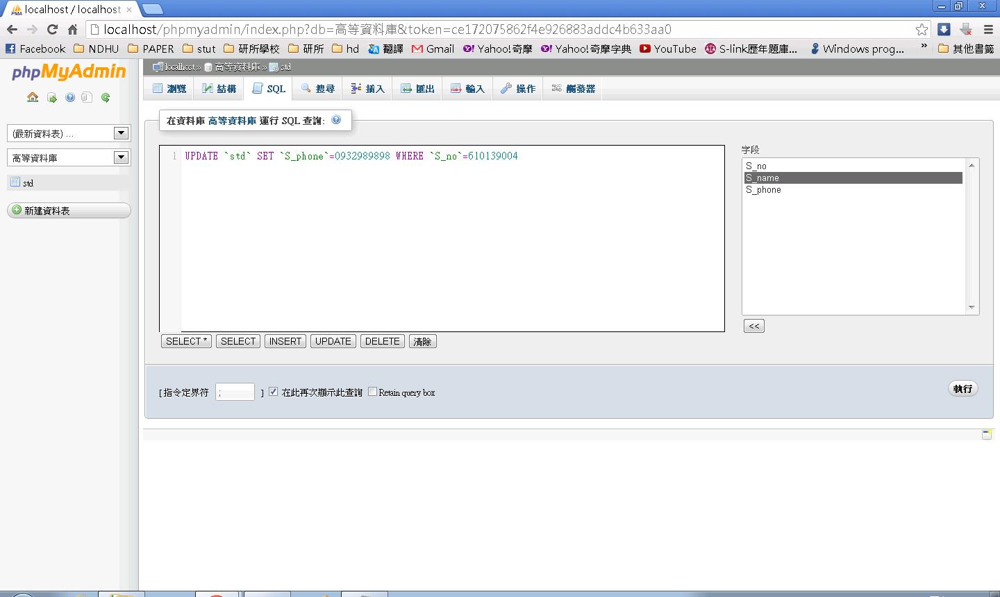 localhost / localhost
localhost/phpmyadmin/index.php?db=高等資料庫&token=ce172075862f4e926883addc4b633aa0
Facebook NDHU PAPER stut 研所學校 研所 hd 翻譯 Gmail Yahoo!奇摩 Yahoo!奇摩字典 YouTube S-link歷年題庫... Windows prog... » 其他書籤
phpMyAdmin
localhost » 高等資料庫 » std
瀏覽 結構 SQL 搜尋 插入 匯出 輸入 操作 觸發器
(最新資料表) ...
高等資料庫
std
新建資料表
在資料庫 高等資料庫 運行 SQL 查詢:
1 UPDATE `std` SET `S_phone`=0932989898 WHERE `S_no`=610139004
字段
S_no
S_name
S_phone
<<
SELECT * SELECT INSERT UPDATE DELETE 清除
[ 指令定界符 ; ] 在此再次顯示此查詢 Retain query box
執行